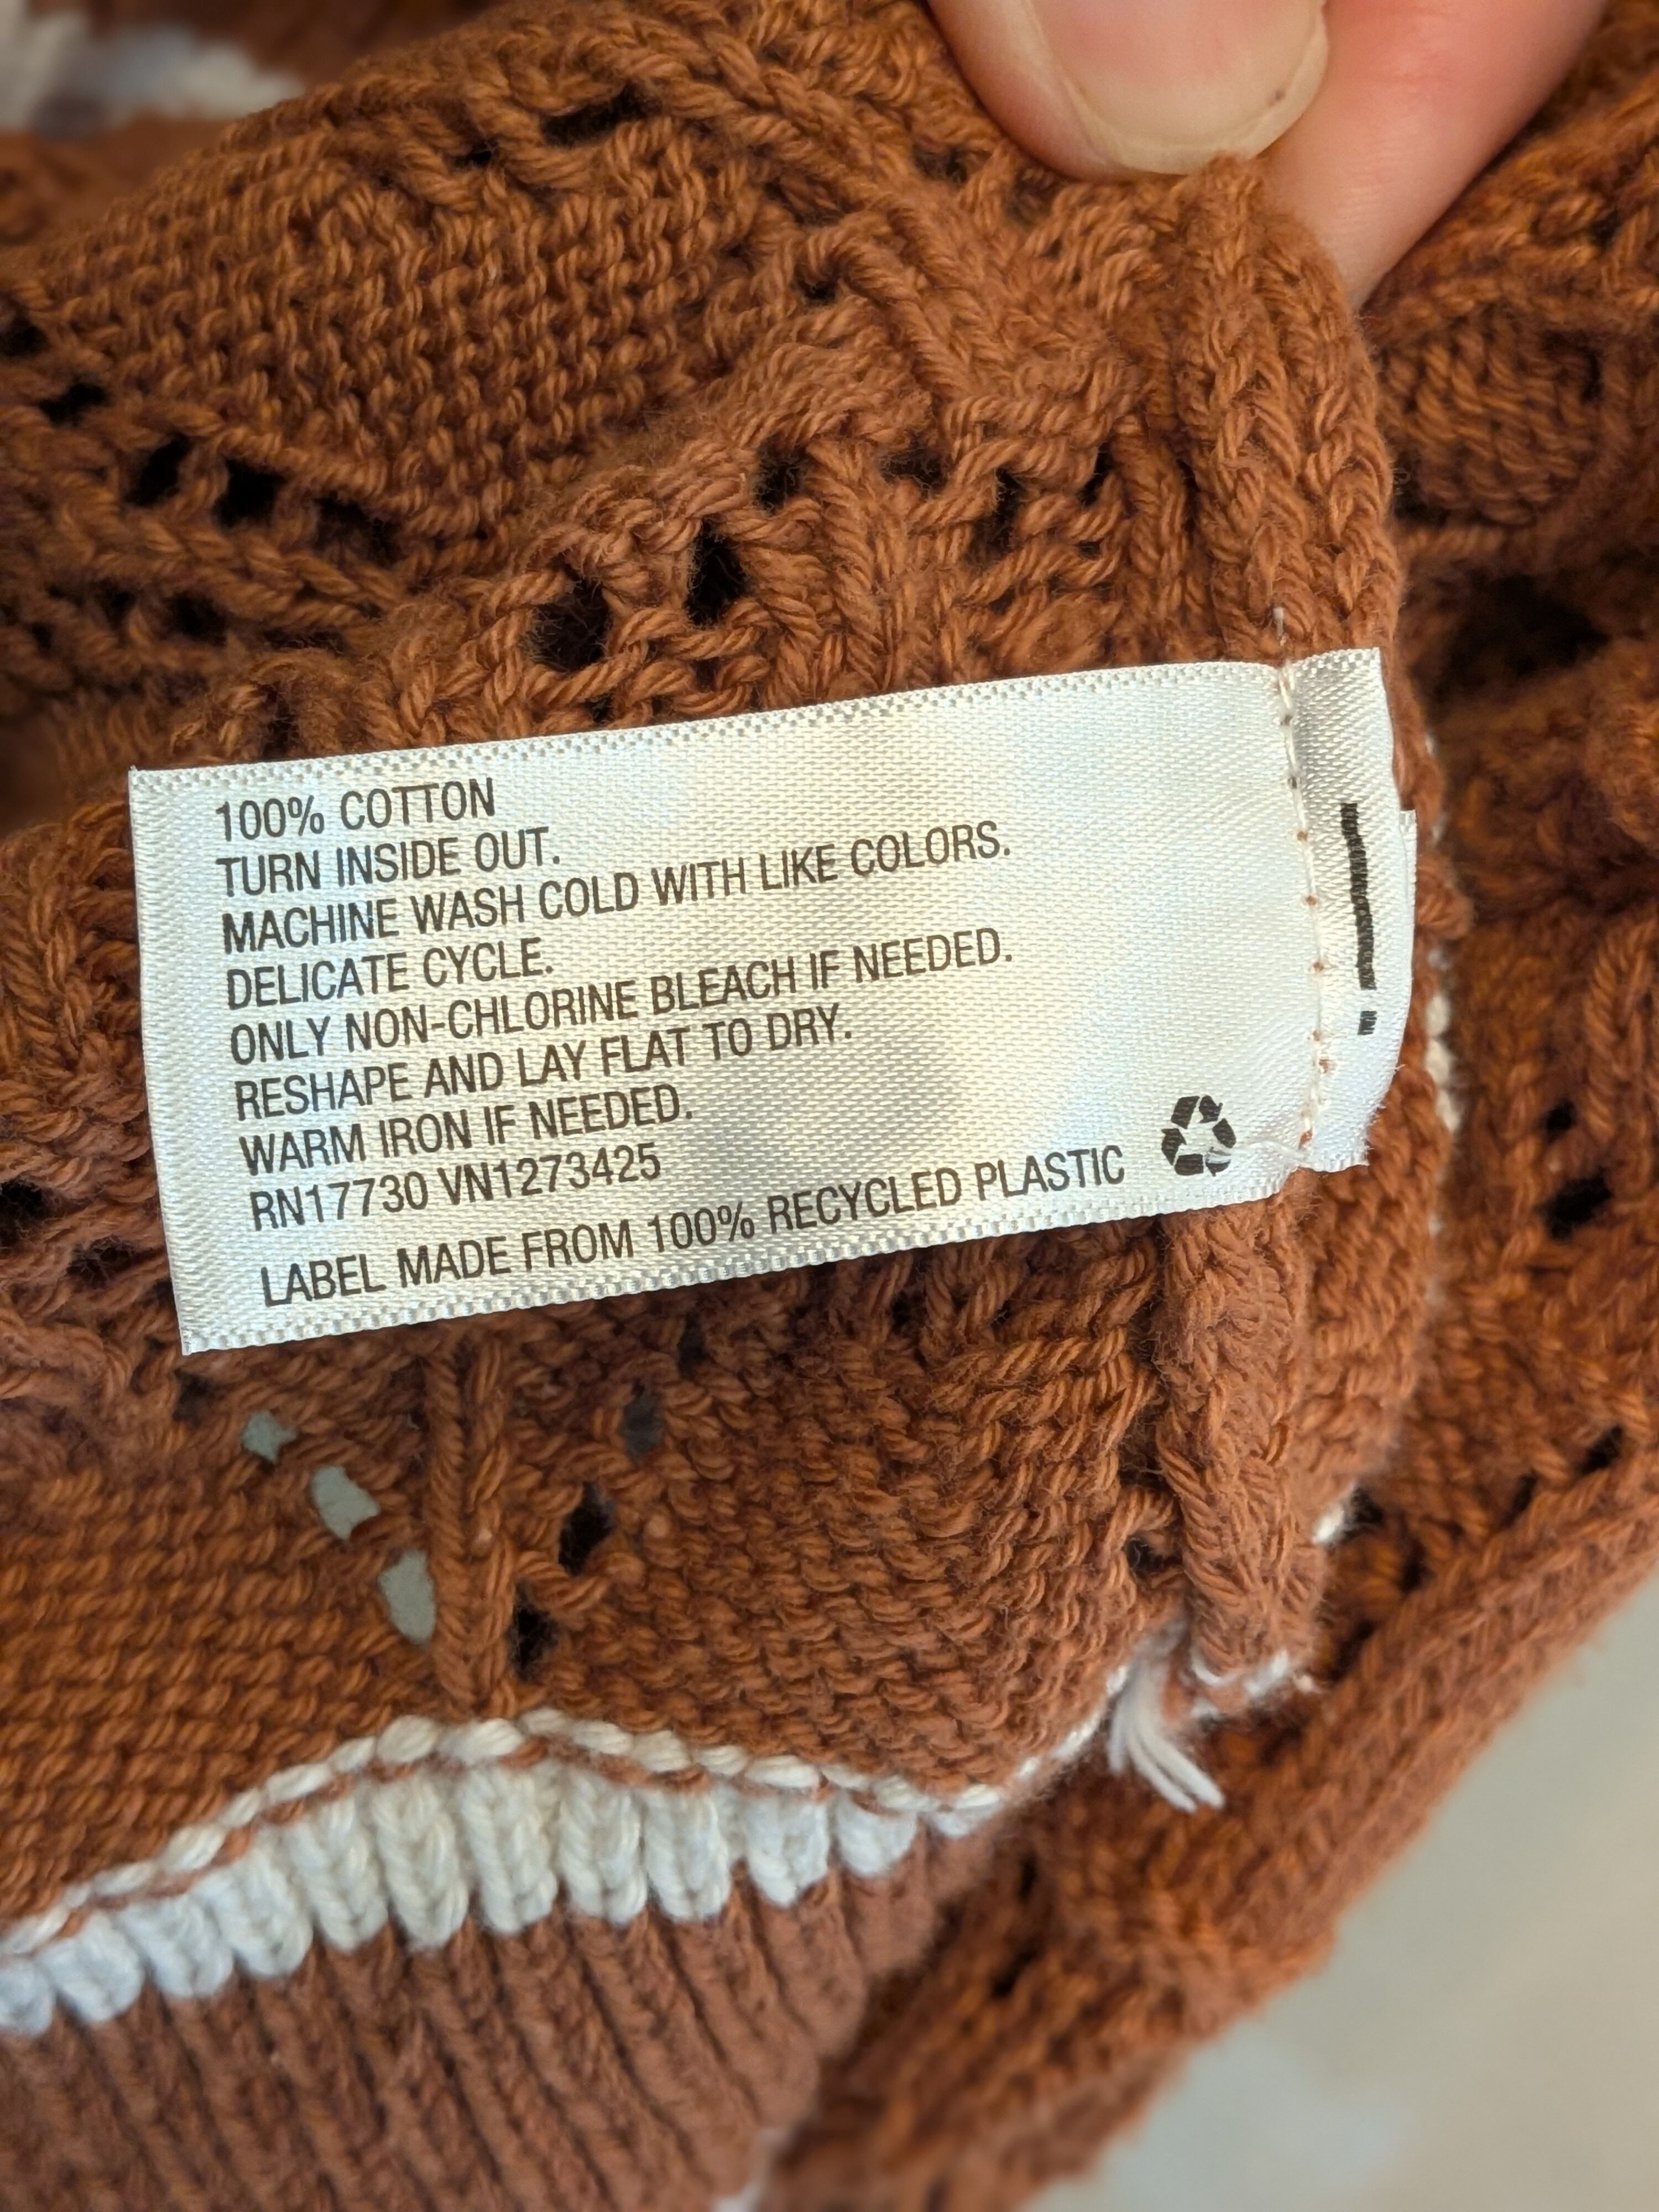 100% COTTON
TURN INSIDE OUT.
MACHINE WASH COLD WITH LIKE COLORS.
DELICATE CYCLE.
ONLY NON-CHLORINE BLEACH IF NEEDED.
RESHAPE AND LAY FLAT TO DRY.
WARM IRON IF NEEDED.
RN17730 VN1273425
LABEL MADE FROM 100% RECYCLED PLASTIC